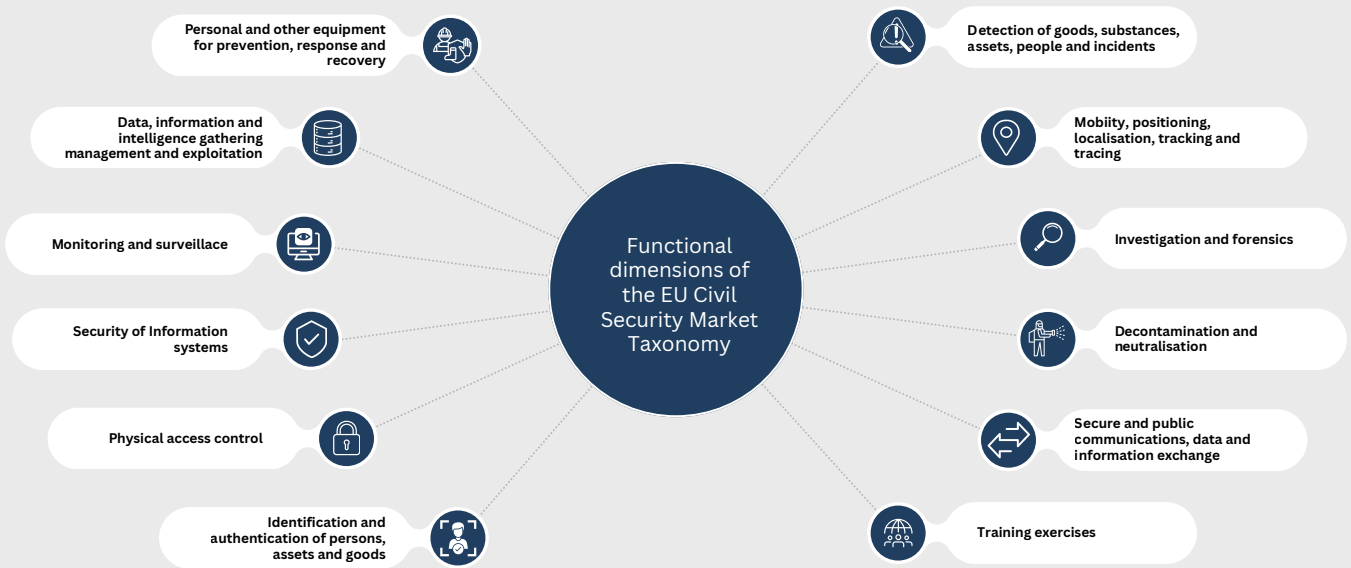 Personal and other equipment
for prevention, response and
recovery
Data, information and
intelligence gathering
management and exploitation
Monitoring and surveillace
Security of Information
systems
Physical access control
Identification and
authentication of persons,
assets and goods
Functional
dimensions of
the EU Civil
Security Market
Taxonomy
Detection of goods, substances,
assets, people and incidents
Mobiity, positioning,
localisation, tracking and
tracing
Investigation and forensics
Decontamination and
neutralisation
Secure and public
communications, data and
information exchange
Training exercises